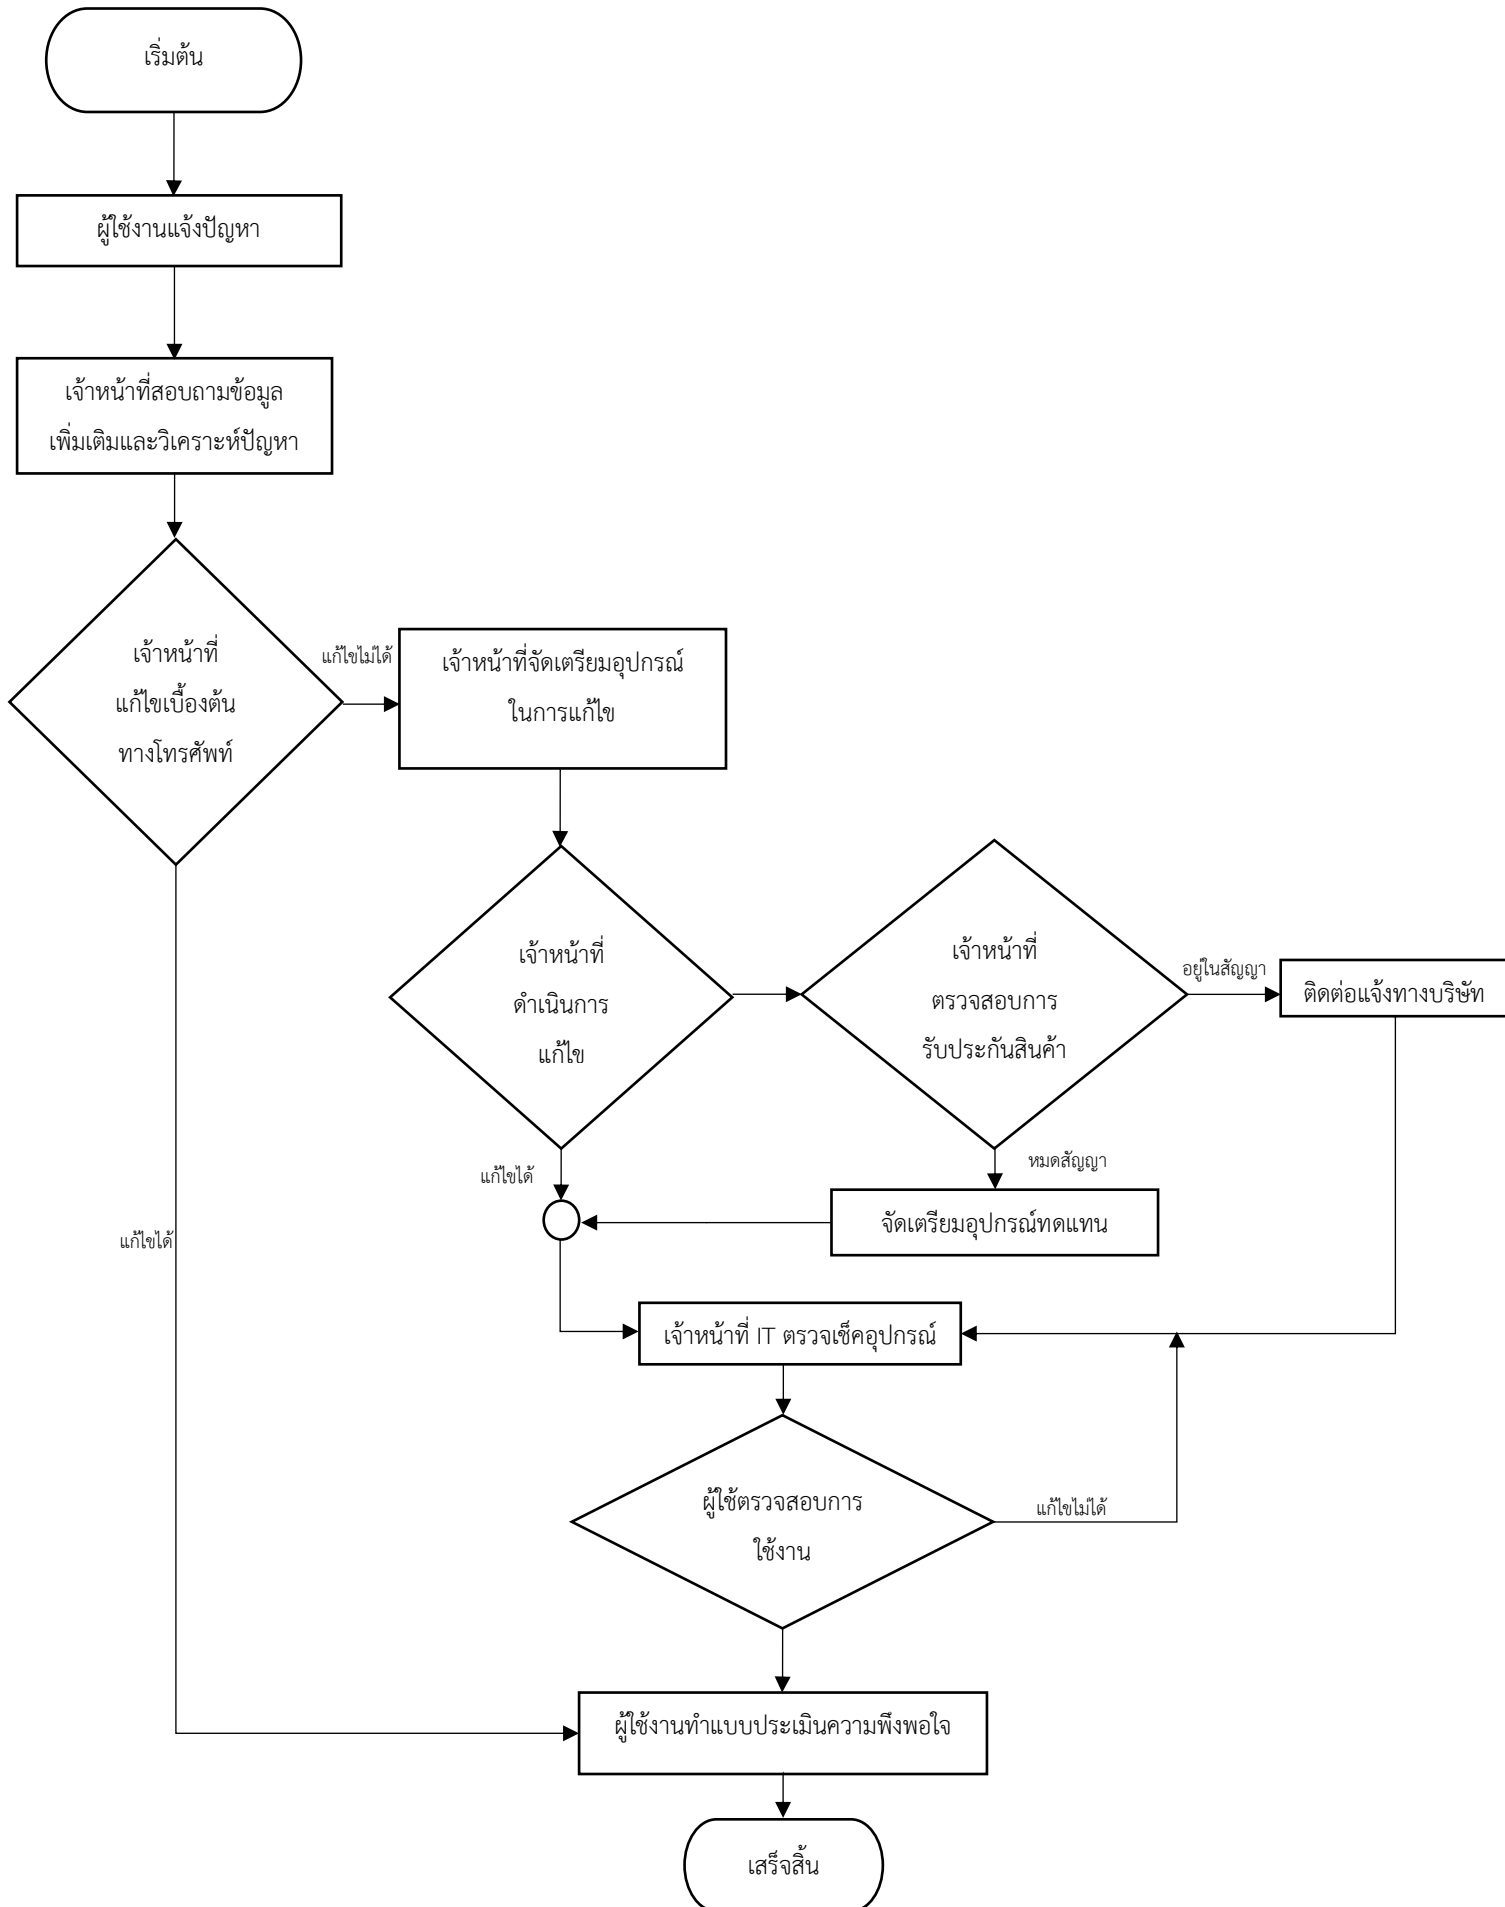 เริ่มต้น
ผู้ใช้งานแจ้งปัญหา
เจ้าหน้าที่สอบถามข้อมูล
เพิ่มเติมและวิเคราะห์ปัญหา
เจ้าหน้าที่
แก้ไขเบื้องต้น
ทางโทรศัพท์
แก้ไขไม่ได้
เจ้าหน้าที่จัดเตรียมอุปกรณ์
ในการแก้ไข
เจ้าหน้าที่
ดำเนินการ
แก้ไข
เจ้าหน้าที่
ตรวจสอบการ
รับประกันสินค้า
อยู่ในสัญญา
ติดต่อแจ้งทางบริษัท
แก้ไขได้
หมดสัญญา
จัดเตรียมอุปกรณ์ทดแทน
แก้ไขได้
เจ้าหน้าที่ IT ตรวจเช็คอุปกรณ์
ผู้ใช้ตรวจสอบการ
ใช้งาน
แก้ไขไม่ได้
ผู้ใช้งานทำแบบประเมินความพึงพอใจ
เสร็จสิ้น